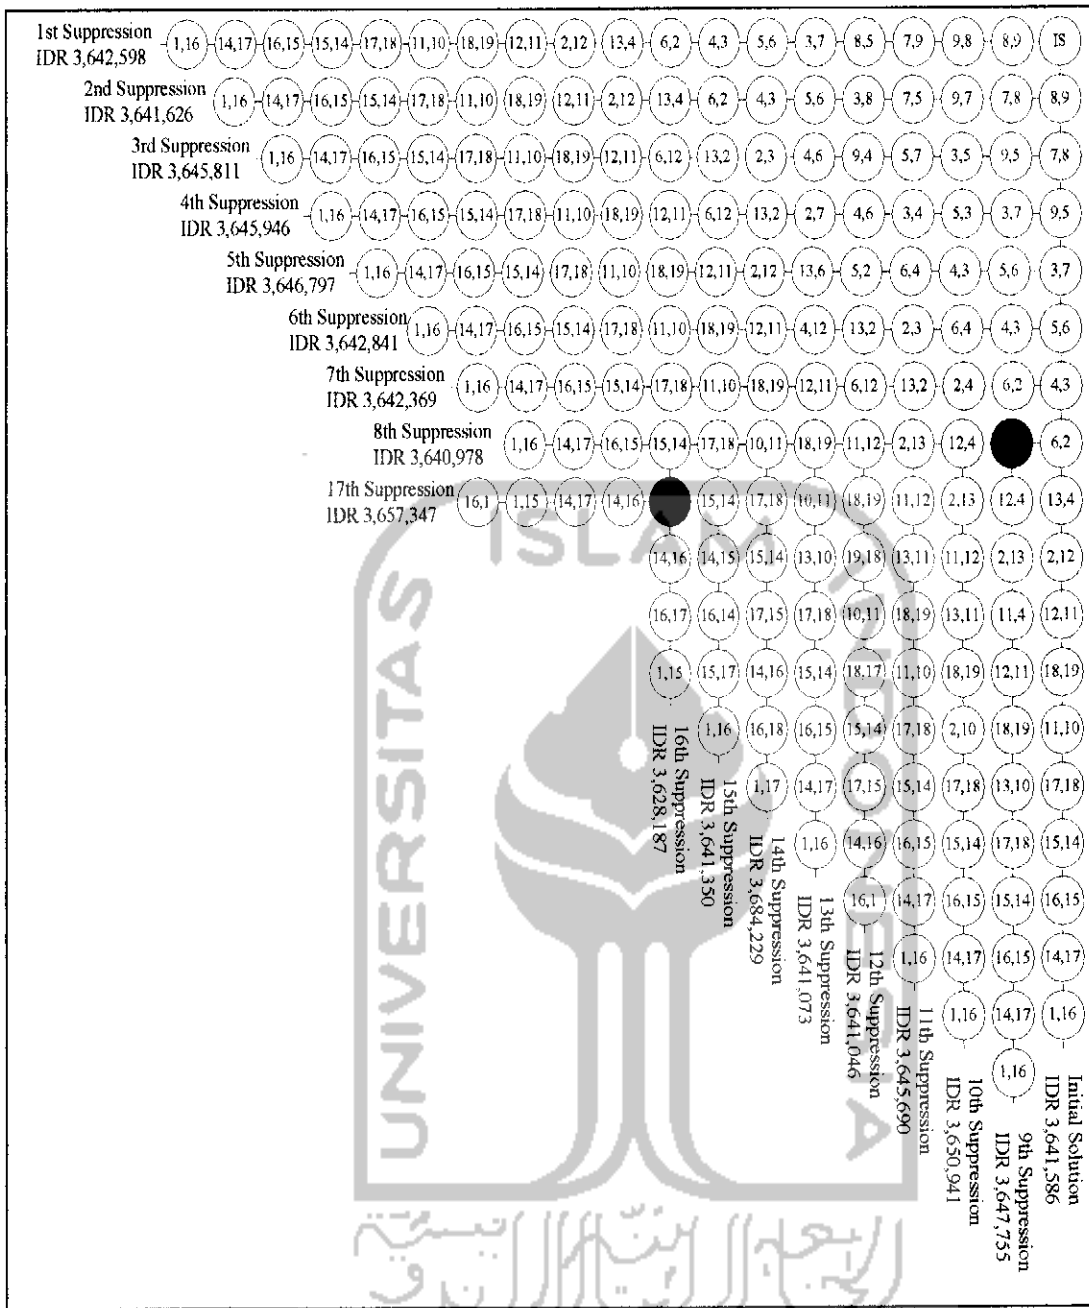 1st Suppression
IDR 3,642,598
1,16 14,17 16,15 15,14 17,18 11,10 18,19 12,11 2,12 13,4 6,2 4,3 5,6 3,7 8,5 7,9 9,8 8,9 IS
2nd Suppression
IDR 3,641,626
1,16 14,17 16,15 15,14 17,18 11,10 18,19 12,11 2,12 13,4 6,2 4,3 5,6 3,8 7,5 9,7 7,8 8,9
3rd Suppression
IDR 3,645,811
1,16 14,17 16,15 15,14 17,18 11,10 18,19 12,11 6,12 13,2 2,3 4,6 9,4 5,7 3,5 9,5 7,8
4th Suppression
IDR 3,645,946
1,16 14,17 16,15 15,14 17,18 11,10 18,19 12,11 6,12 13,2 2,7 4,6 3,4 5,3 3,7 9,5
5th Suppression
IDR 3,646,797
1,16 14,17 16,15 15,14 17,18 11,10 18,19 12,11 2,12 13,6 5,2 6,4 4,3 5,6 3,7
6th Suppression
IDR 3,642,841
1,16 14,17 16,15 15,14 17,18 11,10 18,19 12,11 4,12 13,2 2,3 6,4 4,3 5,6
7th Suppression
IDR 3,642,369
1,16 14,17 16,15 15,14 17,18 11,10 18,19 12,11 6,12 13,2 2,4 6,2 4,3
8th Suppression
IDR 3,640,978
1,16 14,17 16,15 15,14 17,18 10,11 18,19 11,12 2,13 12,4 6,2
17th Suppression
IDR 3,657,347
16,1 1,15 14,17 14,16 15,14 17,18 10,11 18,19 11,12 2,13 12,4 13,4
14,16 14,15 15,14 13,10 19,18 13,11 11,12 2,13 2,12
16,17 16,14 17,15 17,18 10,11 18,19 13,11 11,4 12,11
1,15 15,17 14,16 15,14 18,17 11,10 18,19 12,11 18,19
1,16 16,18 16,15 15,14 17,18 2,10 18,19 11,10
1,17 14,17 17,15 15,14 17,18 13,10 17,18
1,16 14,16 16,15 15,14 17,18 15,14
16,1 14,17 16,15 15,14 16,15
1,16 14,17 16,15 14,17
1,16 14,17 1,16
1,16
16th Suppression
IDR 3,628,187
15th Suppression
IDR 3,641,350
14th Suppression
IDR 3,684,229
13th Suppression
IDR 3,641,073
12th Suppression
IDR 3,641,046
11th Suppression
IDR 3,645,690
10th Suppression
IDR 3,650,941
9th Suppression
IDR 3,647,755
Initial Solution
IDR 3,641,586
UNIVERSITAS
ISLAM
INDONESIA